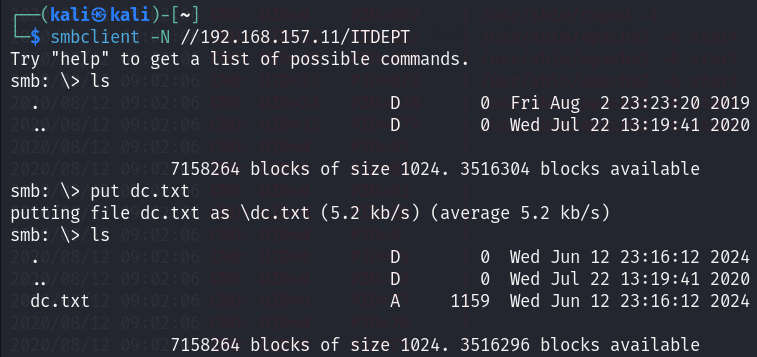 ┌──(kali㉿kali)-[~]
└─$ smbclient -N //192.168.157.11/ITDEPT
Try "help" to get a list of possible commands.
smb: \> ls
  .                                   D        0  Fri Aug  2 23:23:20 2019
  ..                                  D        0  Wed Jul 22 13:19:41 2020

                7158264 blocks of size 1024. 3516304 blocks available
smb: \> put dc.txt
putting file dc.txt as \dc.txt (5.2 kb/s) (average 5.2 kb/s)
smb: \> ls
  .                                   D        0  Wed Jun 12 23:16:12 2024
  ..                                  D        0  Wed Jul 22 13:19:41 2020
  dc.txt                              A     1159  Wed Jun 12 23:16:12 2024

                7158264 blocks of size 1024. 3516296 blocks available